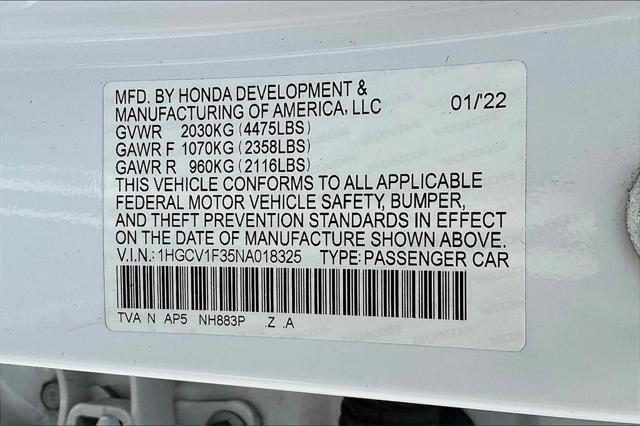 MFD. BY HONDA DEVELOPMENT &
MANUFACTURING OF AMERICA, LLC 01/'22
GVWR 2030KG (4475LBS)
GAWR F 1070KG (2358LBS)
GAWR R 960KG (2116LBS)
THIS VEHICLE CONFORMS TO ALL APPLICABLE
FEDERAL MOTOR VEHICLE SAFETY, BUMPER,
AND THEFT PREVENTION STANDARDS IN EFFECT
ON THE DATE OF MANUFACTURE SHOWN ABOVE.
V.I.N.: 1HGCV1F35NA018325 TYPE: PASSENGER CAR
TVA N AP5 NH883P .Z .A